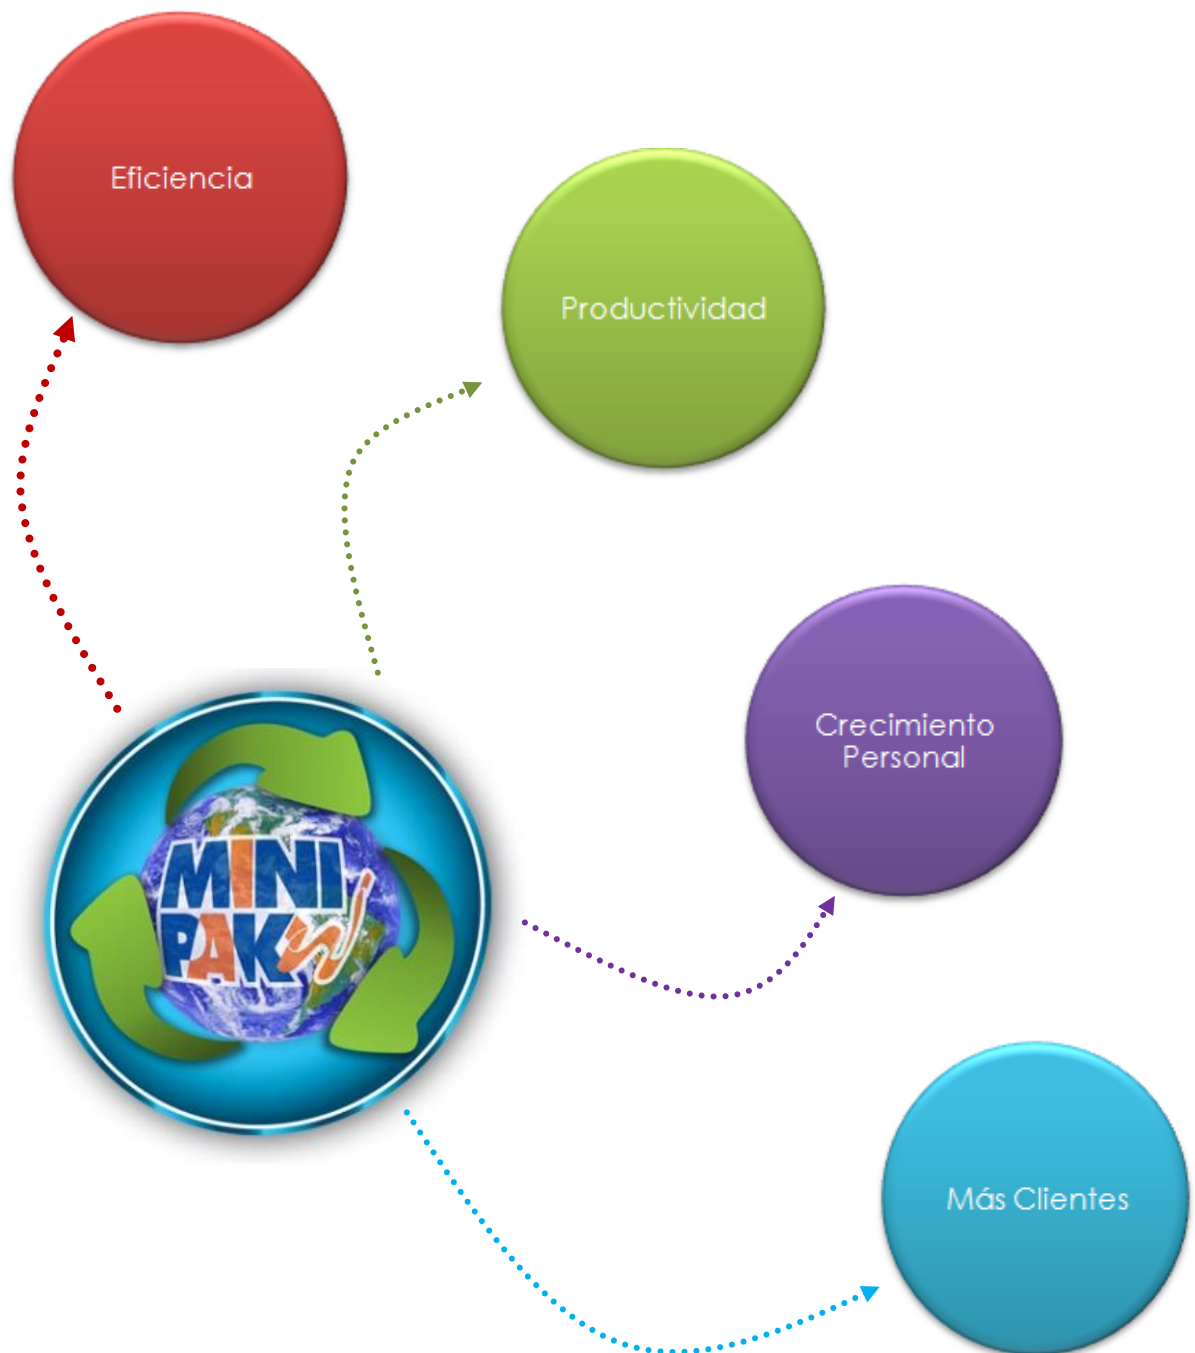 Eficiencia
Productividad
Crecimiento
Personal
MINI
PAK
Más Clientes